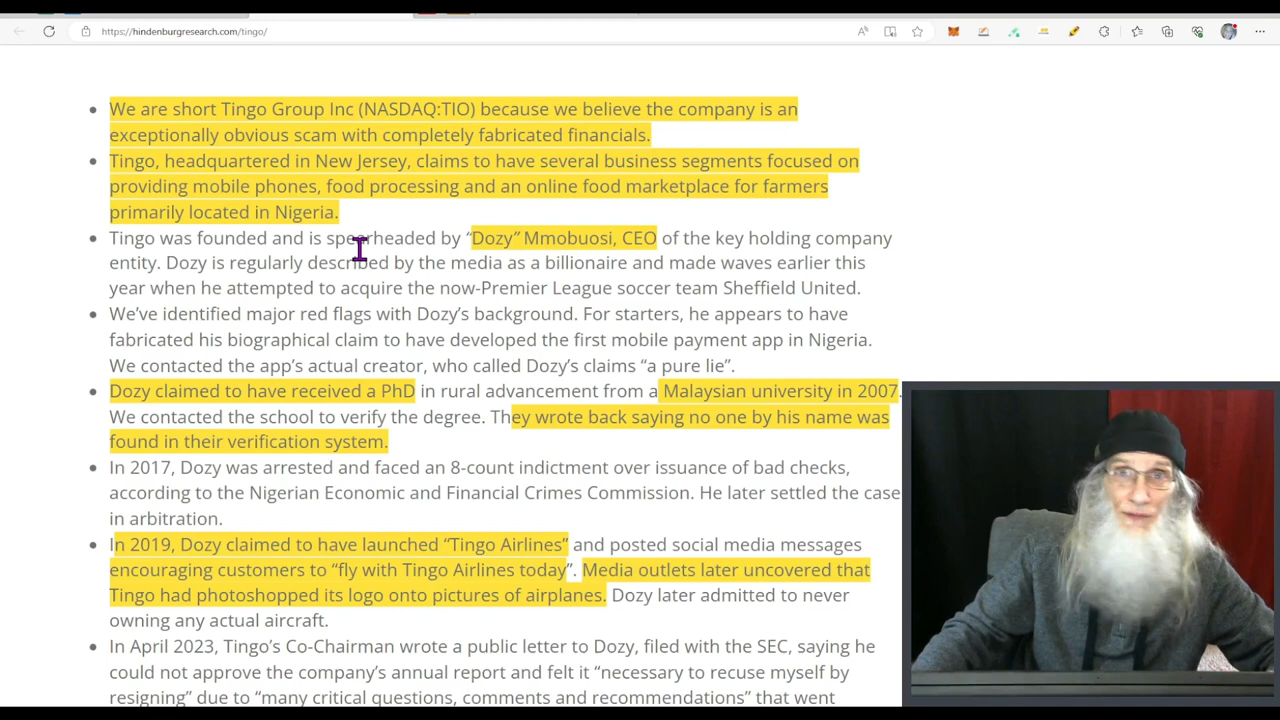 https://hindenburgresearch.com/tingo/
We are short Tingo Group Inc (NASDAQ:TIO) because we believe the company is an
exceptionally obvious scam with completely fabricated financials.
Tingo, headquartered in New Jersey, claims to have several business segments focused on
providing mobile phones, food processing and an online food marketplace for farmers
primarily located in Nigeria.
Tingo was founded and is spearheaded by “Dozy” Mmobuosi, CEO of the key holding company
entity. Dozy is regularly described by the media as a billionaire and made waves earlier this
year when he attempted to acquire the now-Premier League soccer team Sheffield United.
We’ve identified major red flags with Dozy’s background. For starters, he appears to have
fabricated his biographical claim to have developed the first mobile payment app in Nigeria.
We contacted the app’s actual creator, who called Dozy’s claims “a pure lie”.
Dozy claimed to have received a PhD in rural advancement from a Malaysian university in 2007.
We contacted the school to verify the degree. They wrote back saying no one by his name was
found in their verification system.
In 2017, Dozy was arrested and faced an 8-count indictment over issuance of bad checks,
according to the Nigerian Economic and Financial Crimes Commission. He later settled the case
in arbitration.
In 2019, Dozy claimed to have launched “Tingo Airlines” and posted social media messages
encouraging customers to “fly with Tingo Airlines today”. Media outlets later uncovered that
Tingo had photoshopped its logo onto pictures of airplanes. Dozy later admitted to never
owning any actual aircraft.
In April 2023, Tingo’s Co-Chairman wrote a public letter to Dozy, filed with the SEC, saying he
could not approve the company’s annual report and felt it “necessary to recuse myself by
resigning” due to “many critical questions, comments and recommendations” that went